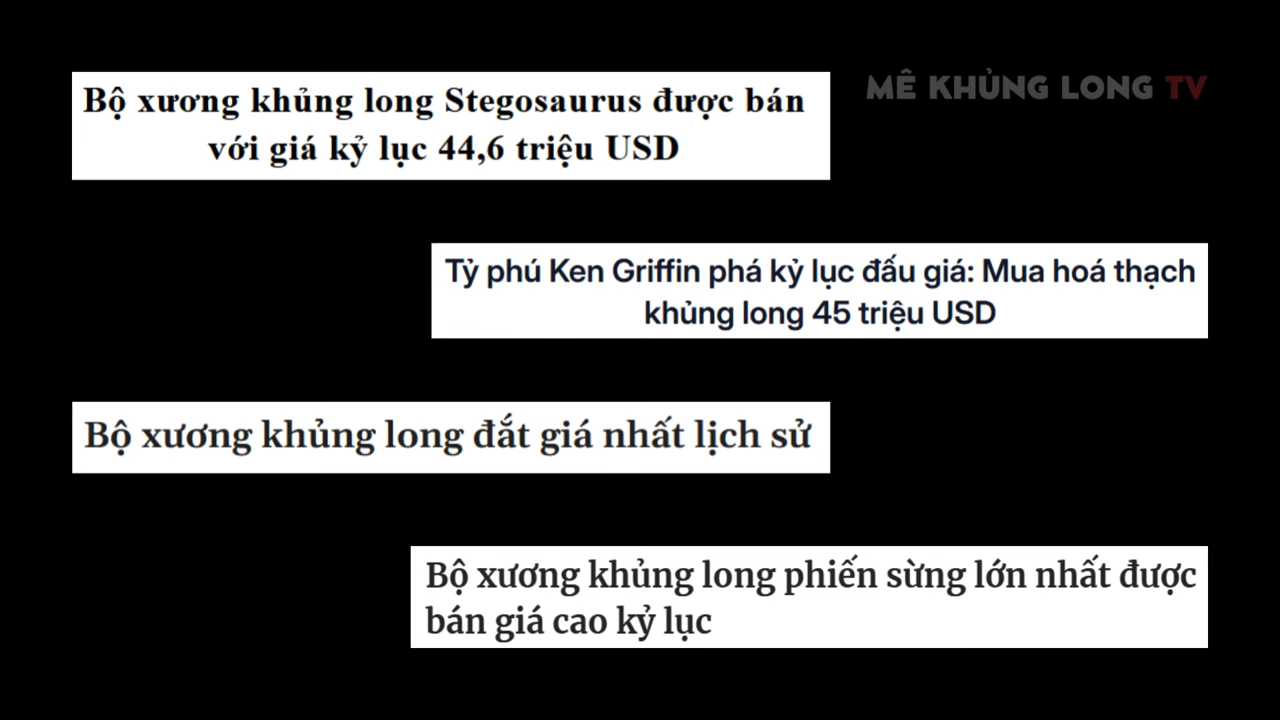 MÊ KHỦNG LONG TV
Bộ xương khủng long Stegosaurus được bán
với giá kỷ lục 44,6 triệu USD
Tỷ phú Ken Griffin phá kỷ lục đấu giá: Mua hoá thạch
khủng long 45 triệu USD
Bộ xương khủng long đắt giá nhất lịch sử
Bộ xương khủng long phiến sừng lớn nhất được
bán giá cao kỷ lục